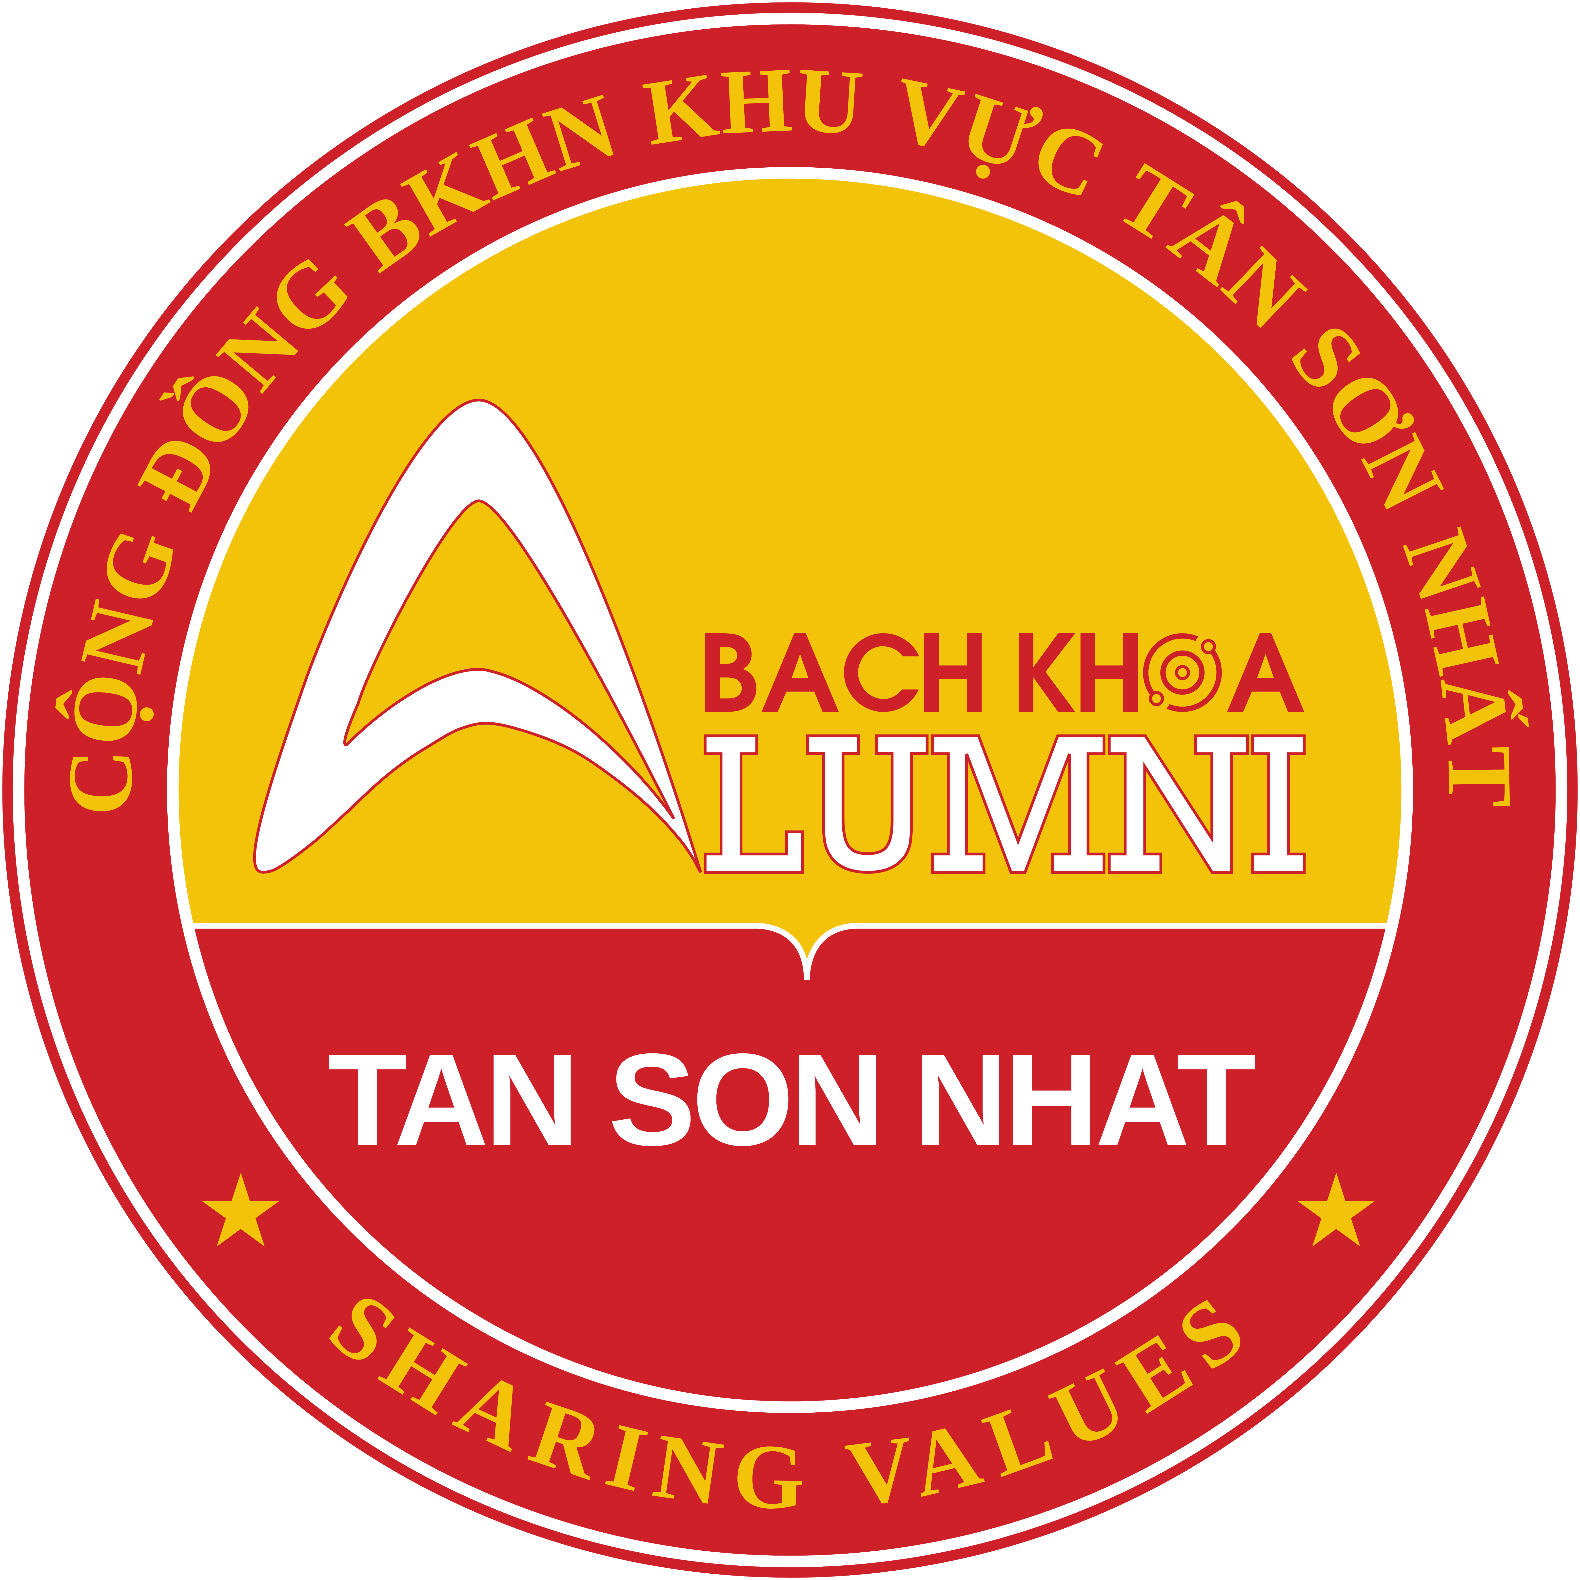 CỘNG ĐỒNG BKHN KHU VỰC TÂN SƠN NHẤT
BACH KHOA
ALUMNI
TAN SON NHAT
SHARING VALUES